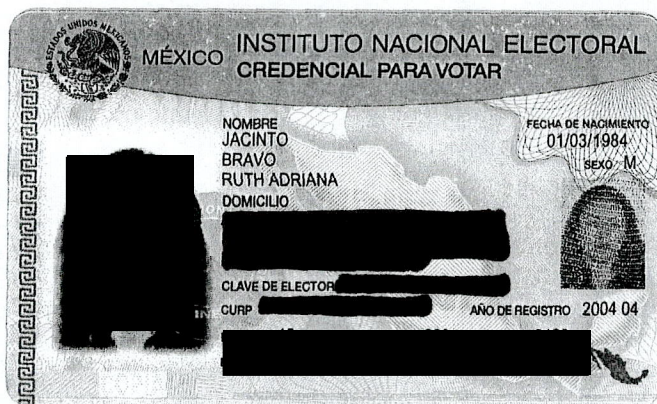 ESTADOS UNIDOS MEXICANOS
MÉXICO
INSTITUTO NACIONAL ELECTORAL
CREDENCIAL PARA VOTAR
NOMBRE
JACINTO
BRAVO
RUTH ADRIANA
DOMICILIO
FECHA DE NACIMIENTO
01/03/1984
SEXO M
CLAVE DE ELECTOR
CURP
AÑO DE REGISTRO 2004 04